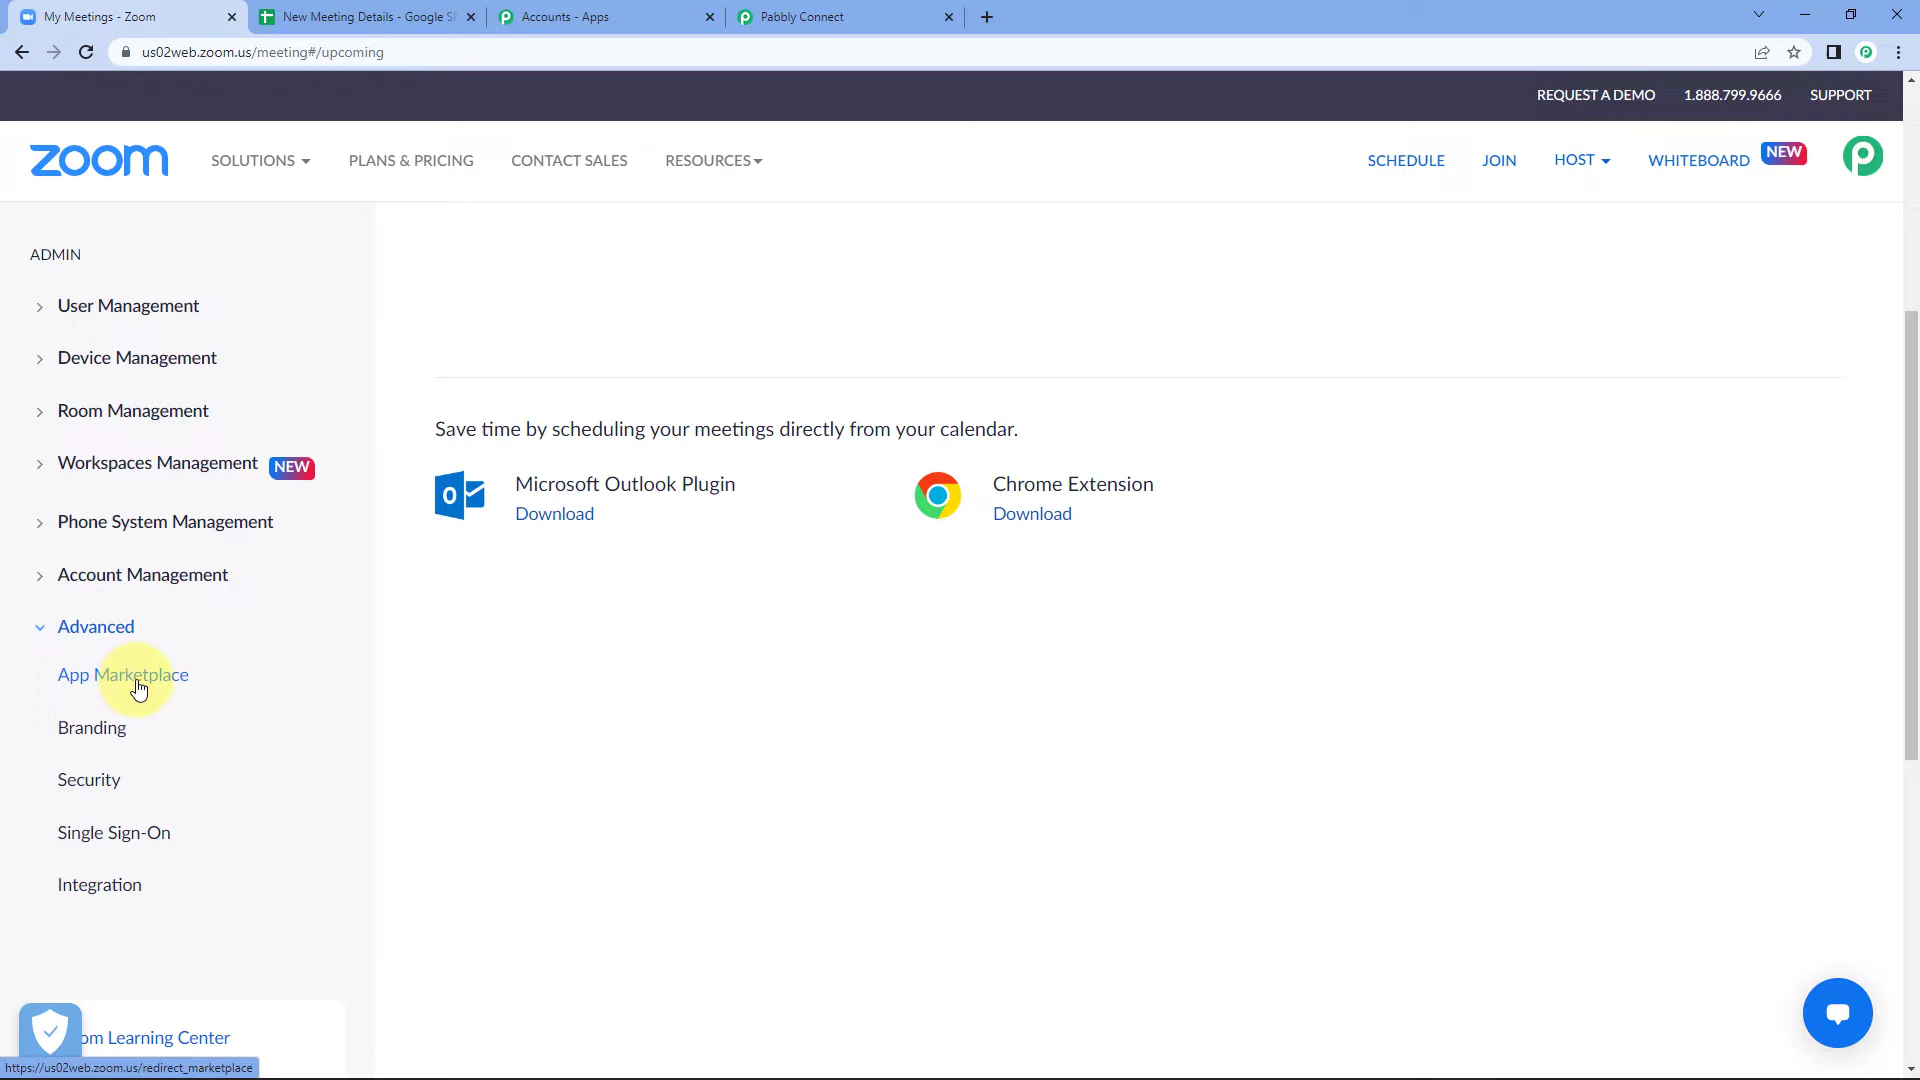 My Meetings - Zoom
New Meeting Details - Google Sh
Accounts - Apps
Pabbly Connect
us02web.zoom.us/meeting#/upcoming
REQUEST A DEMO 1.888.799.9666 SUPPORT
zoom SOLUTIONS PLANS & PRICING CONTACT SALES RESOURCES SCHEDULE JOIN HOST WHITEBOARD NEW
ADMIN
User Management
Device Management
Room Management
Workspaces Management NEW
Phone System Management
Account Management
Advanced
App Marketplace
Branding
Security
Single Sign-On
Integration
Save time by scheduling your meetings directly from your calendar.
Microsoft Outlook Plugin
Download
Chrome Extension
Download
om Learning Center
https://us02web.zoom.us/redirect_marketplace